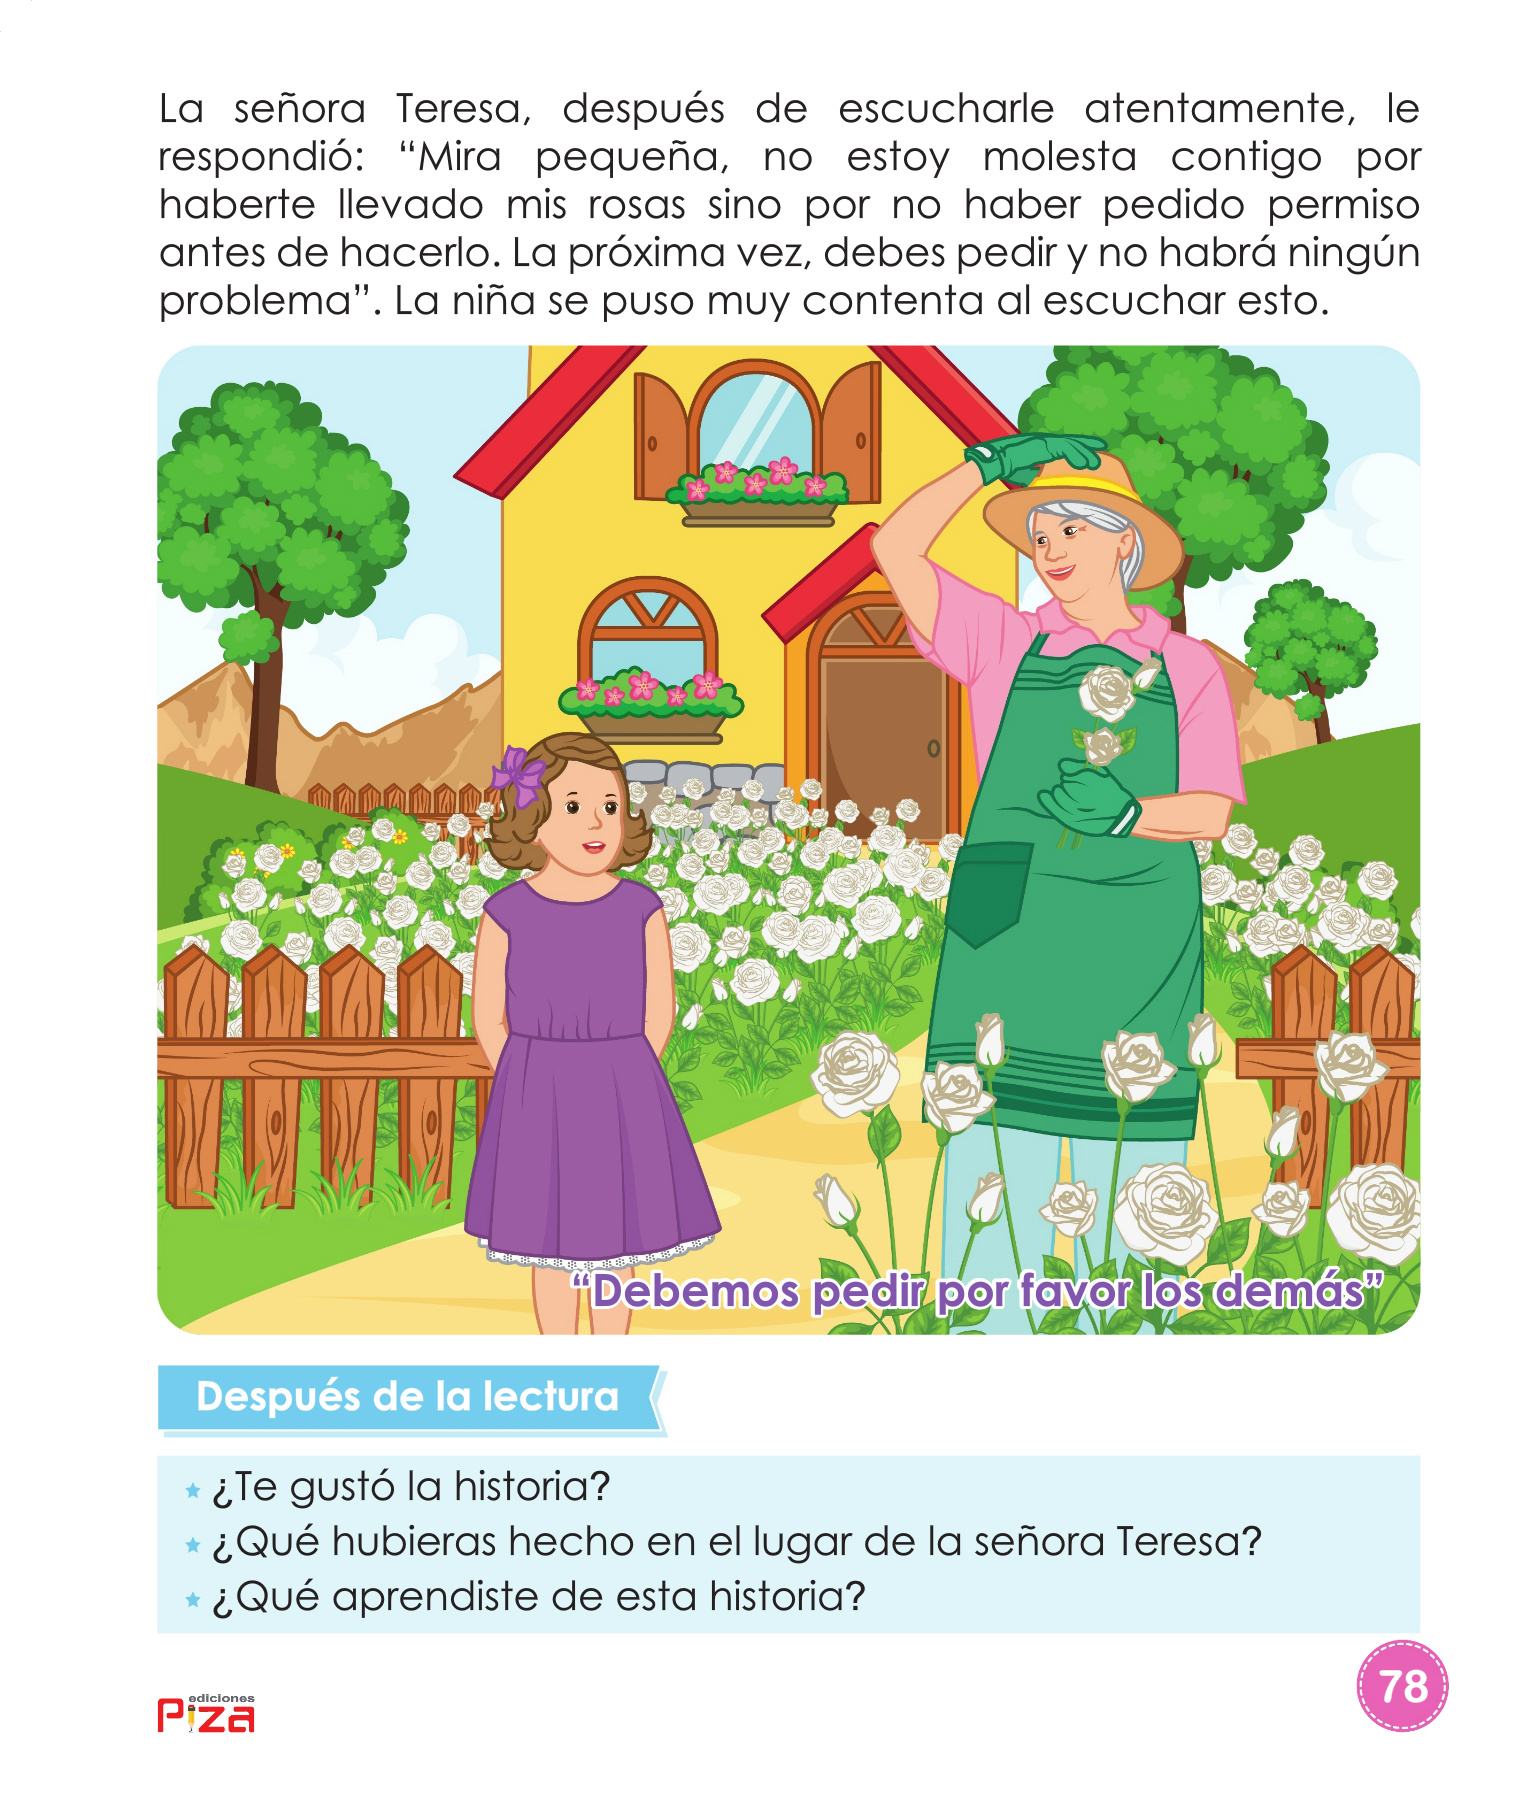 La señora Teresa, después de escucharle atentamente, le
respondió: “Mira pequeña, no estoy molesta contigo por
haberte llevado mis rosas sino por no haber pedido permiso
antes de hacerlo. La próxima vez, debes pedir y no habrá ningún
problema”. La niña se puso muy contenta al escuchar esto.
“Debemos pedir por favor los demás”
Después de la lectura
¿Te gustó la historia?
¿Qué hubieras hecho en el lugar de la señora Teresa?
¿Qué aprendiste de esta historia?
78
ediciones
Piza